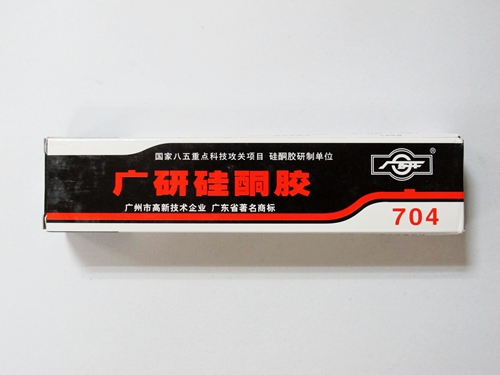 国家八五重点科技攻关项目 硅酮胶研制单位
广研硅酮胶
广州市高新技术企业 广东省著名商标
广研
®
704